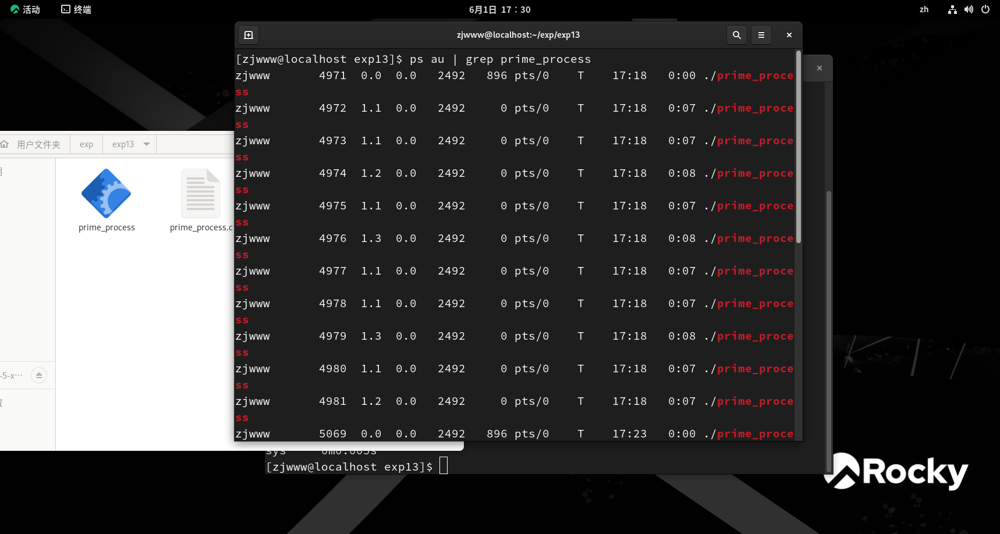 活动
终端
6月1日 17：30
zh
zjwww@localhost:~/exp/exp13
[zjwww@localhost exp13]$ ps au | grep prime_process
zjwww 4971 0.0 0.0 2492 896 pts/0 T 17:18 0:00 ./prime_proce
ss
zjwww 4972 1.1 0.0 2492 0 pts/0 T 17:18 0:07 ./prime_proce
ss
zjwww 4973 1.1 0.0 2492 0 pts/0 T 17:18 0:07 ./prime_proce
ss
zjwww 4974 1.2 0.0 2492 0 pts/0 T 17:18 0:08 ./prime_proce
ss
zjwww 4975 1.1 0.0 2492 0 pts/0 T 17:18 0:07 ./prime_proce
ss
zjwww 4976 1.3 0.0 2492 0 pts/0 T 17:18 0:08 ./prime_proce
ss
zjwww 4977 1.1 0.0 2492 0 pts/0 T 17:18 0:07 ./prime_proce
ss
zjwww 4978 1.1 0.0 2492 0 pts/0 T 17:18 0:07 ./prime_proce
ss
zjwww 4979 1.3 0.0 2492 0 pts/0 T 17:18 0:08 ./prime_proce
ss
zjwww 4980 1.1 0.0 2492 0 pts/0 T 17:18 0:07 ./prime_proce
ss
zjwww 4981 1.2 0.0 2492 0 pts/0 T 17:18 0:07 ./prime_proce
ss
zjwww 5069 0.0 0.0 2492 896 pts/0 T 17:23 0:00 ./prime_proce
用户文件夹
exp
exp13
prime_process
prime_process.c
-5-x…
sys 0m0.003s
[zjwww@localhost exp13]$
Rocky